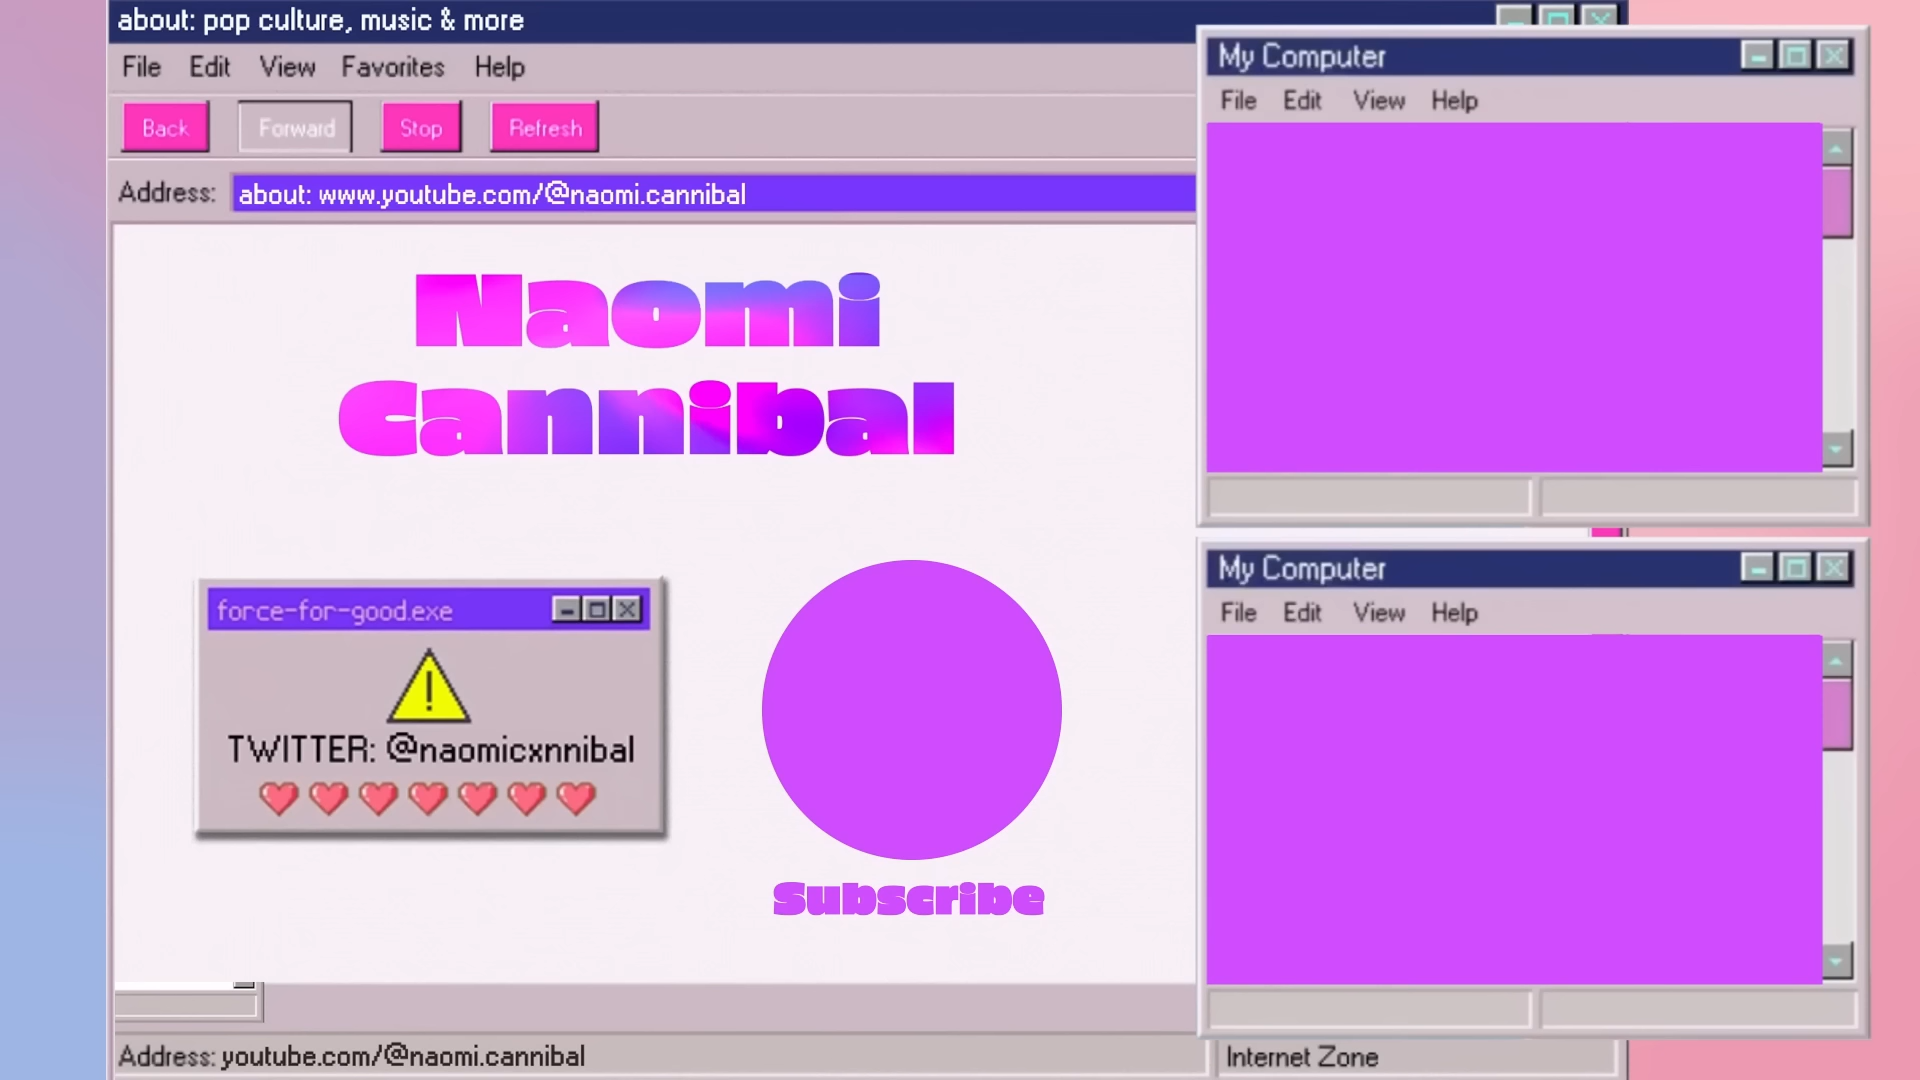 about: pop culture, music & more
File Edit View Favorites Help
Back Forward Stop Refresh
Address: about: www.youtube.com/@naomi.cannibal
Naomi
Cannibal
force-for-good.exe
TWITTER: @naomicxnnibal
Subscribe
Address: youtube.com/@naomi.cannibal
Internet Zone
My Computer
File Edit View Help
My Computer
File Edit View Help